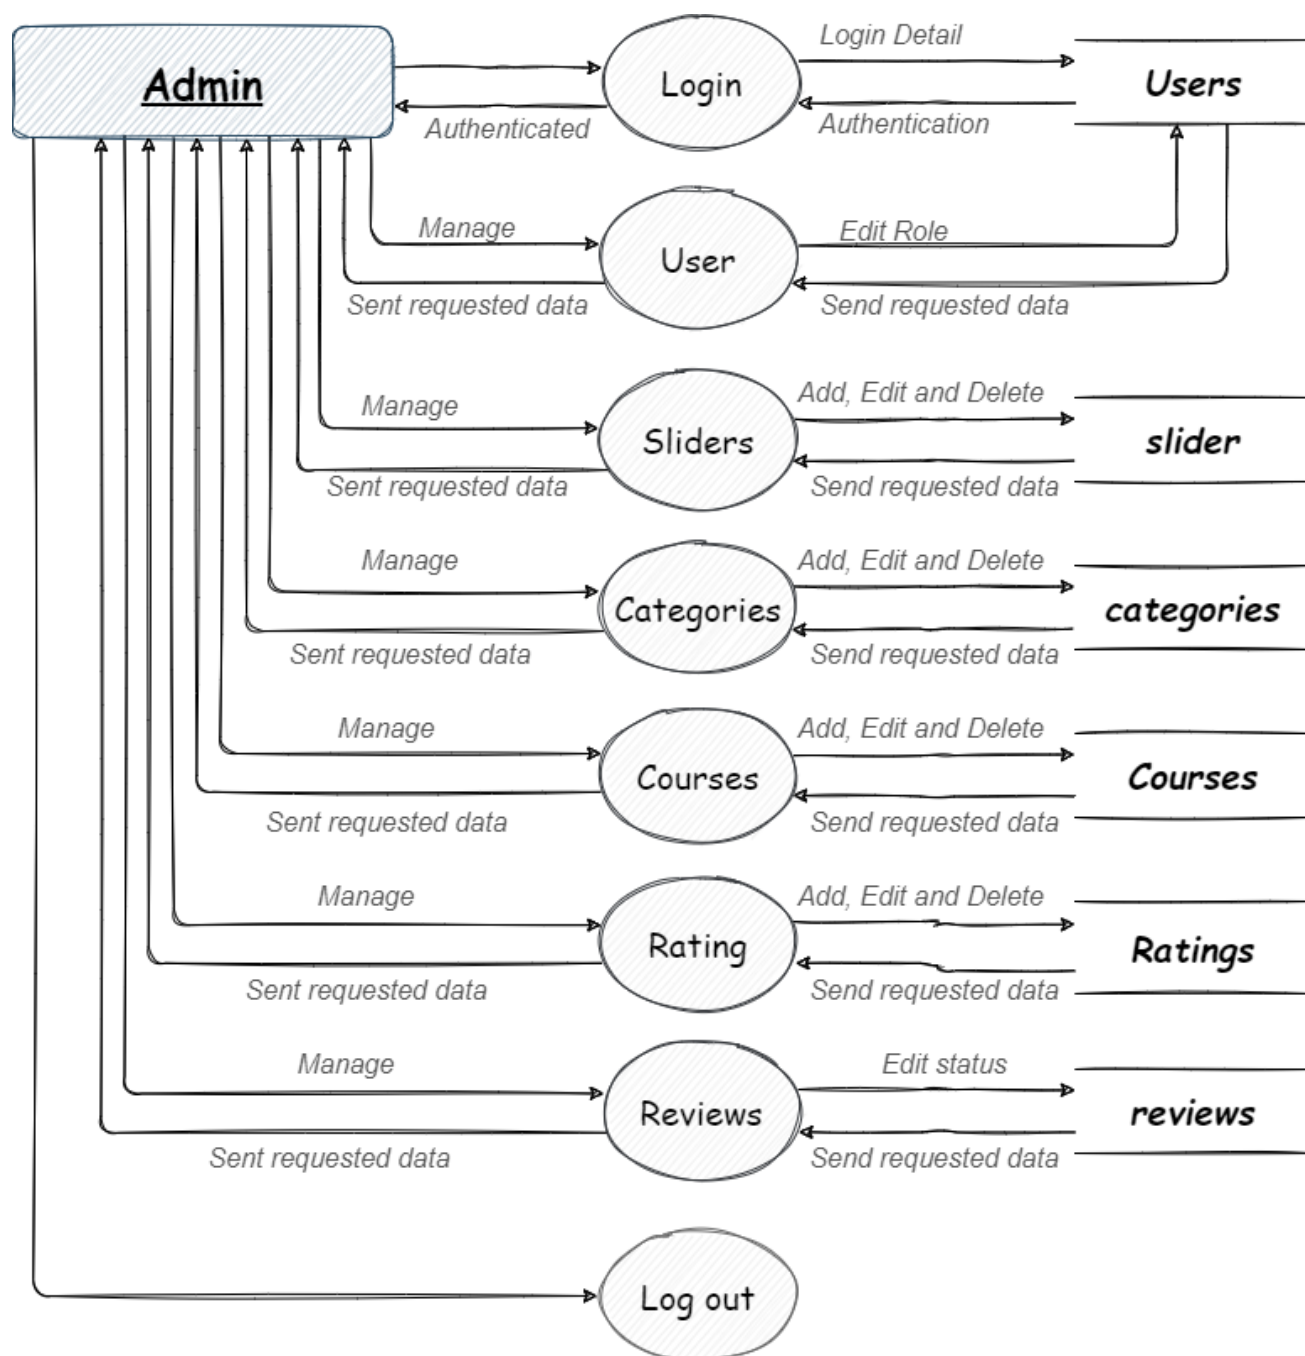 Admin
Login
Login Detail
Users
Authenticated
Authentication
Manage
User
Edit Role
Sent requested data
Send requested data
Manage
Sliders
Add, Edit and Delete
slider
Sent requested data
Send requested data
Manage
Categories
Add, Edit and Delete
categories
Sent requested data
Send requested data
Manage
Courses
Add, Edit and Delete
Courses
Sent requested data
Send requested data
Manage
Rating
Add, Edit and Delete
Ratings
Sent requested data
Send requested data
Manage
Reviews
Edit status
reviews
Sent requested data
Send requested data
Log out